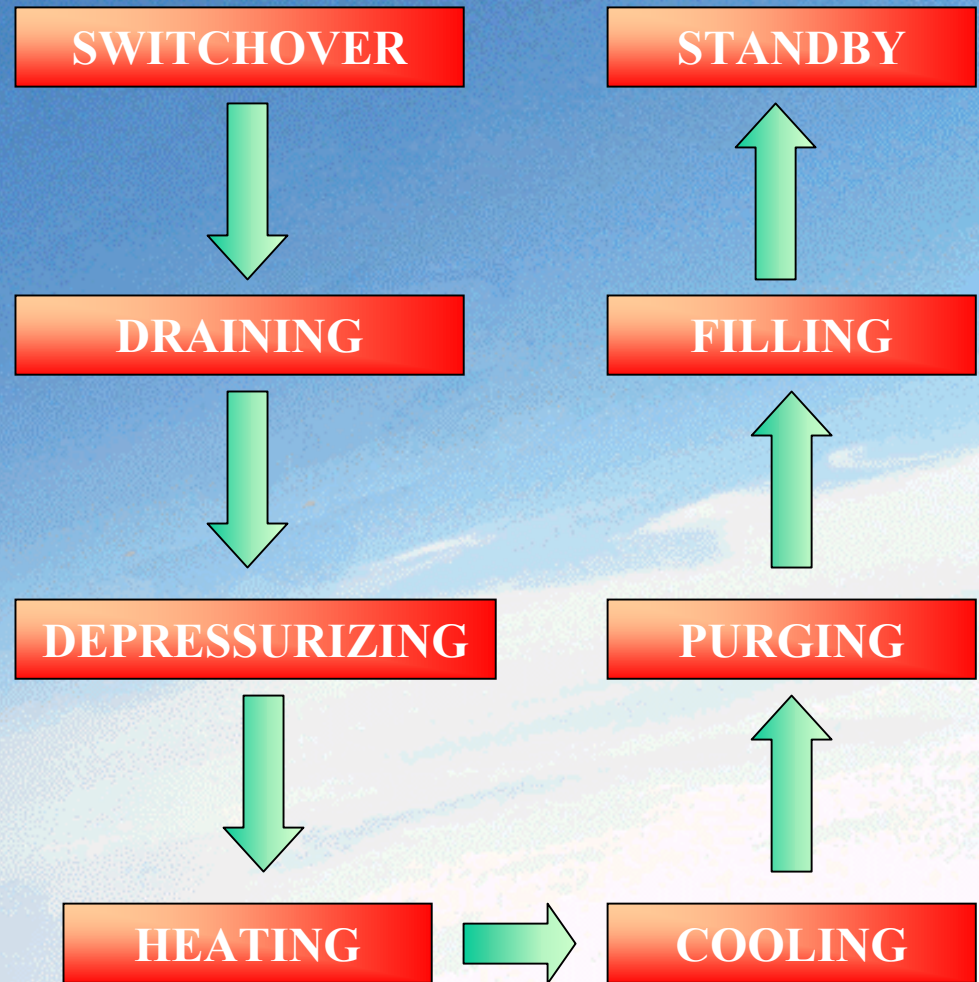 SWITCHOVER
DRAINING
DEPRESSURIZING
HEATING
COOLING
PURGING
FILLING
STANDBY